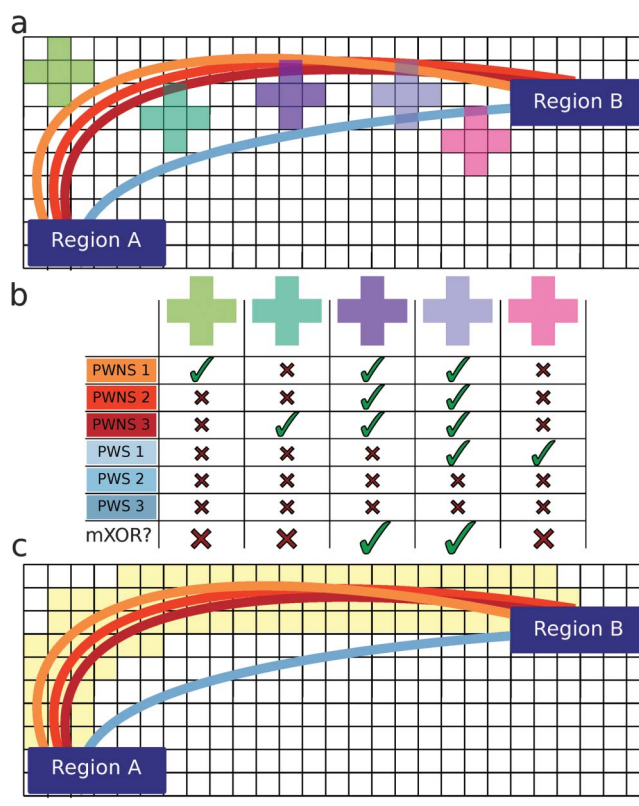 a
Region B
Region A
b
PWNS 1
PWNS 2
PWNS 3
PWS 1
PWS 2
PWS 3
mXOR?
c
Region B
Region A